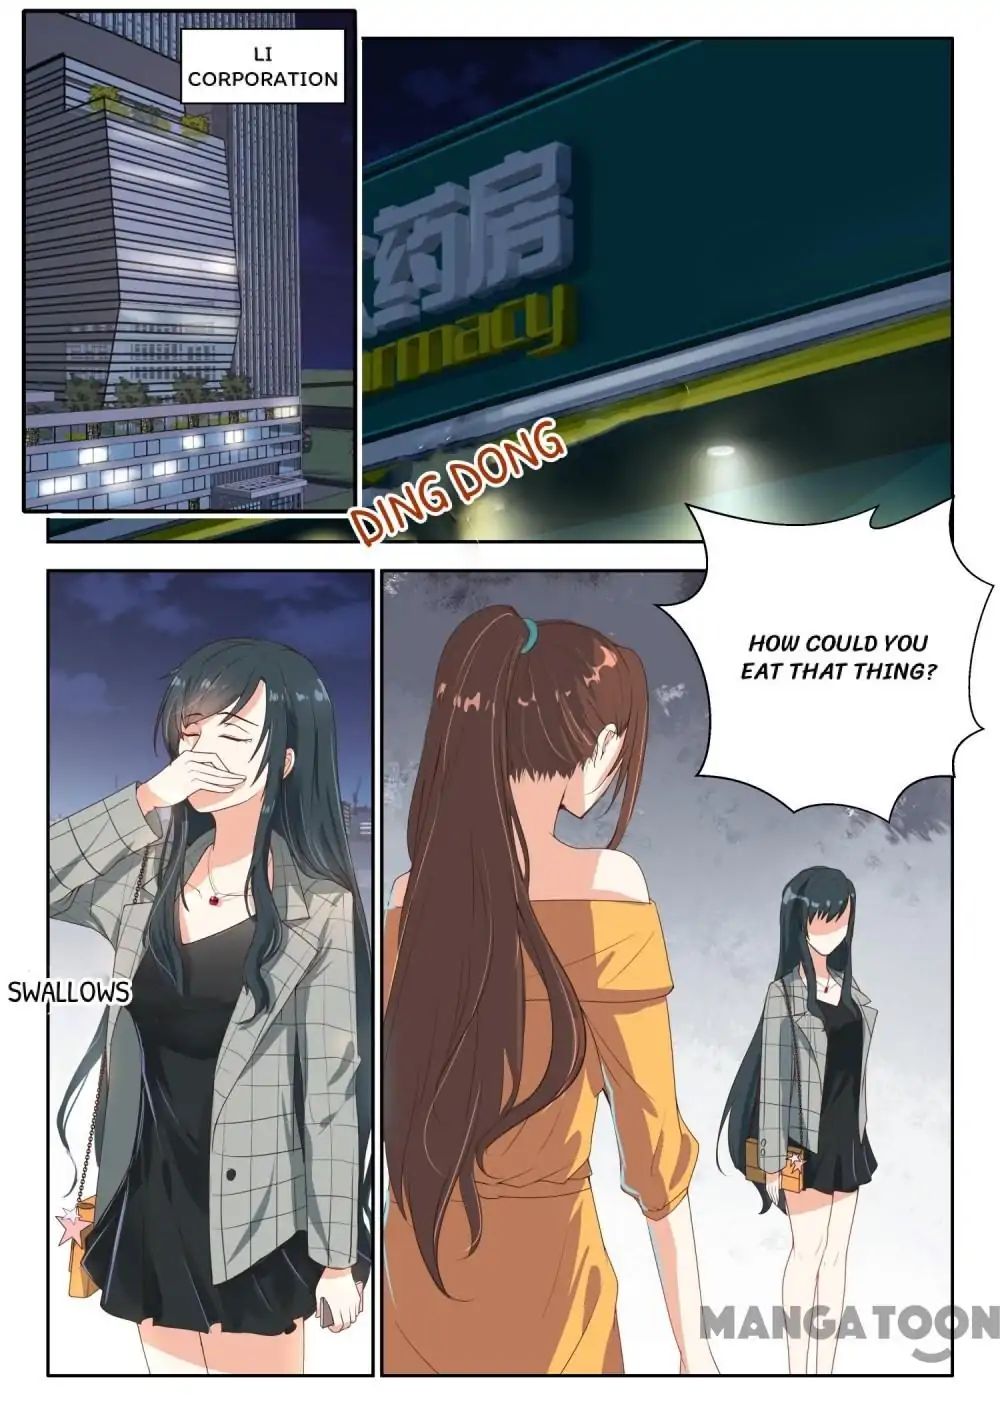 LI
CORPORATION
药房
rmacy
DING DONG
HOW COULD YOU
EAT THAT THING?
SWALLOWS
MANGATOON